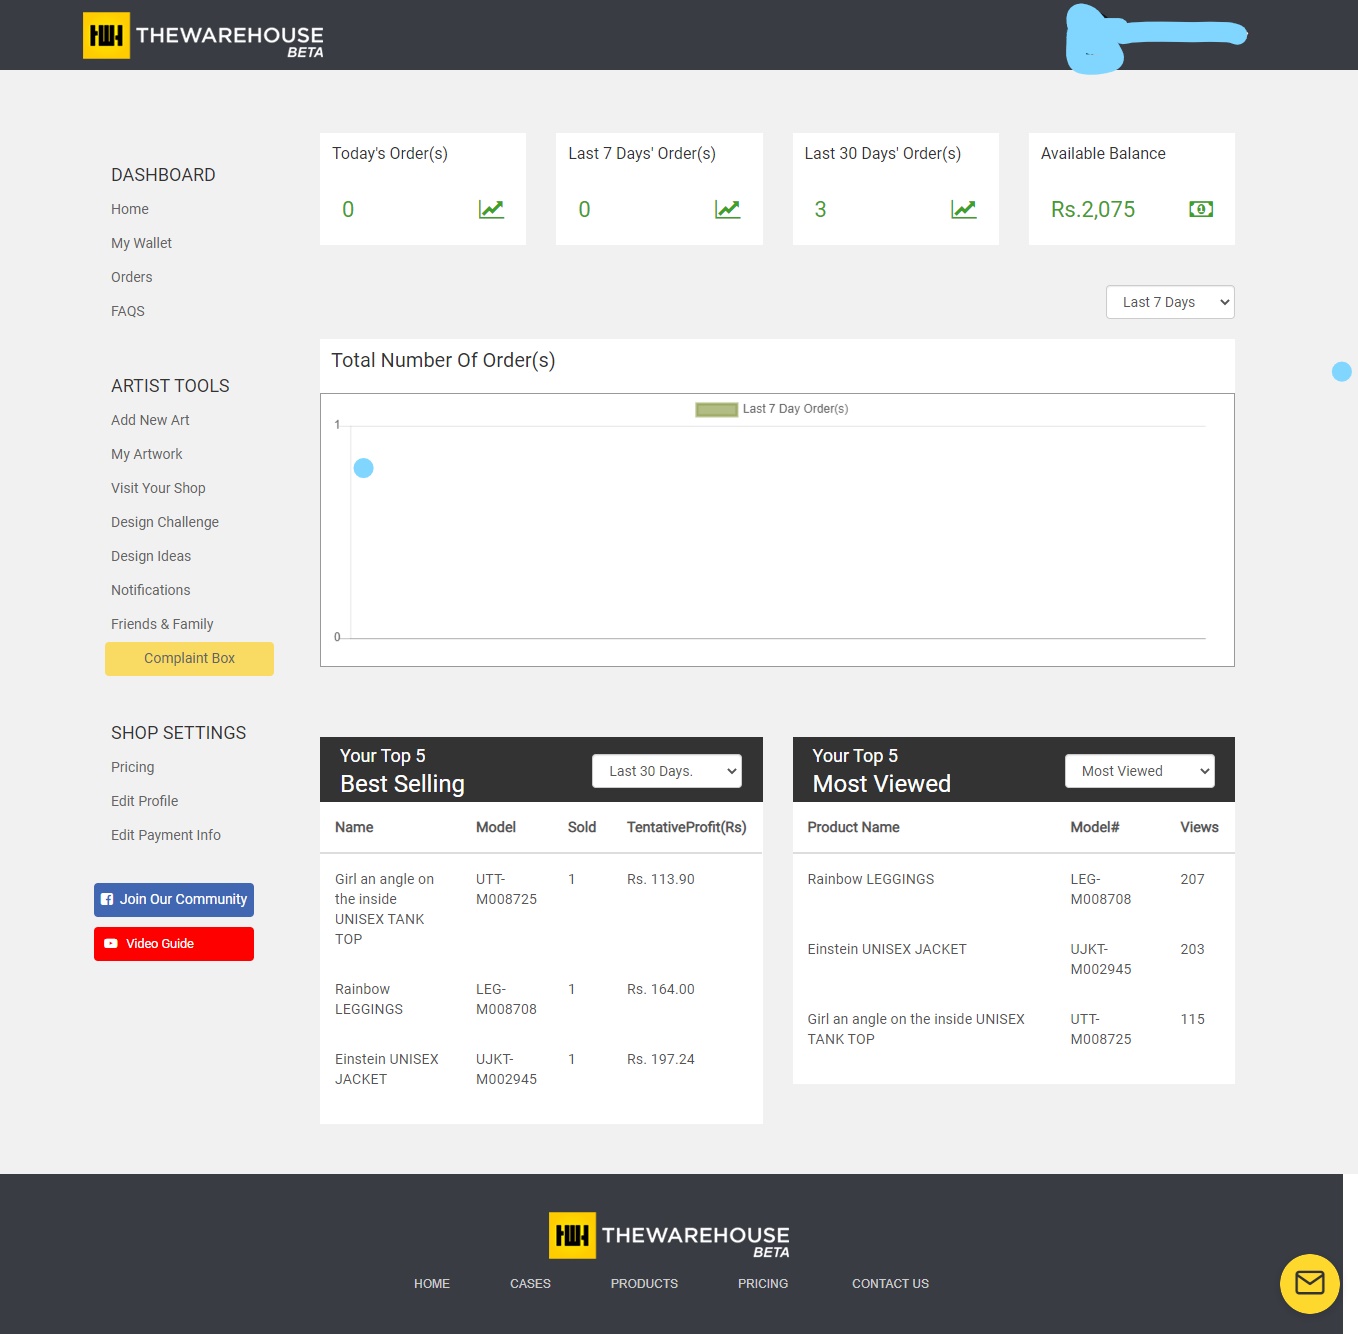 THEWAREHOUSE
BETA
DASHBOARD
Home
My Wallet
Orders
FAQS
ARTIST TOOLS
Add New Art
My Artwork
Visit Your Shop
Design Challenge
Design Ideas
Notifications
Friends & Family
Complaint Box
SHOP SETTINGS
Pricing
Edit Profile
Edit Payment Info
Join Our Community
Video Guide
Today's Order(s)
0
Last 7 Days' Order(s)
0
Last 30 Days' Order(s)
3
Available Balance
Rs.2,075
Last 7 Days
Total Number Of Order(s)
Last 7 Day Order(s)
1
0
Your Top 5
Best Selling
Last 30 Days.
Name Model Sold TentativeProfit(Rs)
Girl an angle on UTT- 1 Rs. 113.90
the inside M008725
UNISEX TANK
TOP
Rainbow LEG- 1 Rs. 164.00
LEGGINGS M008708
Einstein UNISEX UJKT- 1 Rs. 197.24
JACKET M002945
Your Top 5
Most Viewed
Most Viewed
Product Name Model# Views
Rainbow LEGGINGS LEG- 207
M008708
Einstein UNISEX JACKET UJKT- 203
M002945
Girl an angle on the inside UNISEX UTT- 115
TANK TOP M008725
THEWAREHOUSE
BETA
HOME CASES PRODUCTS PRICING CONTACT US